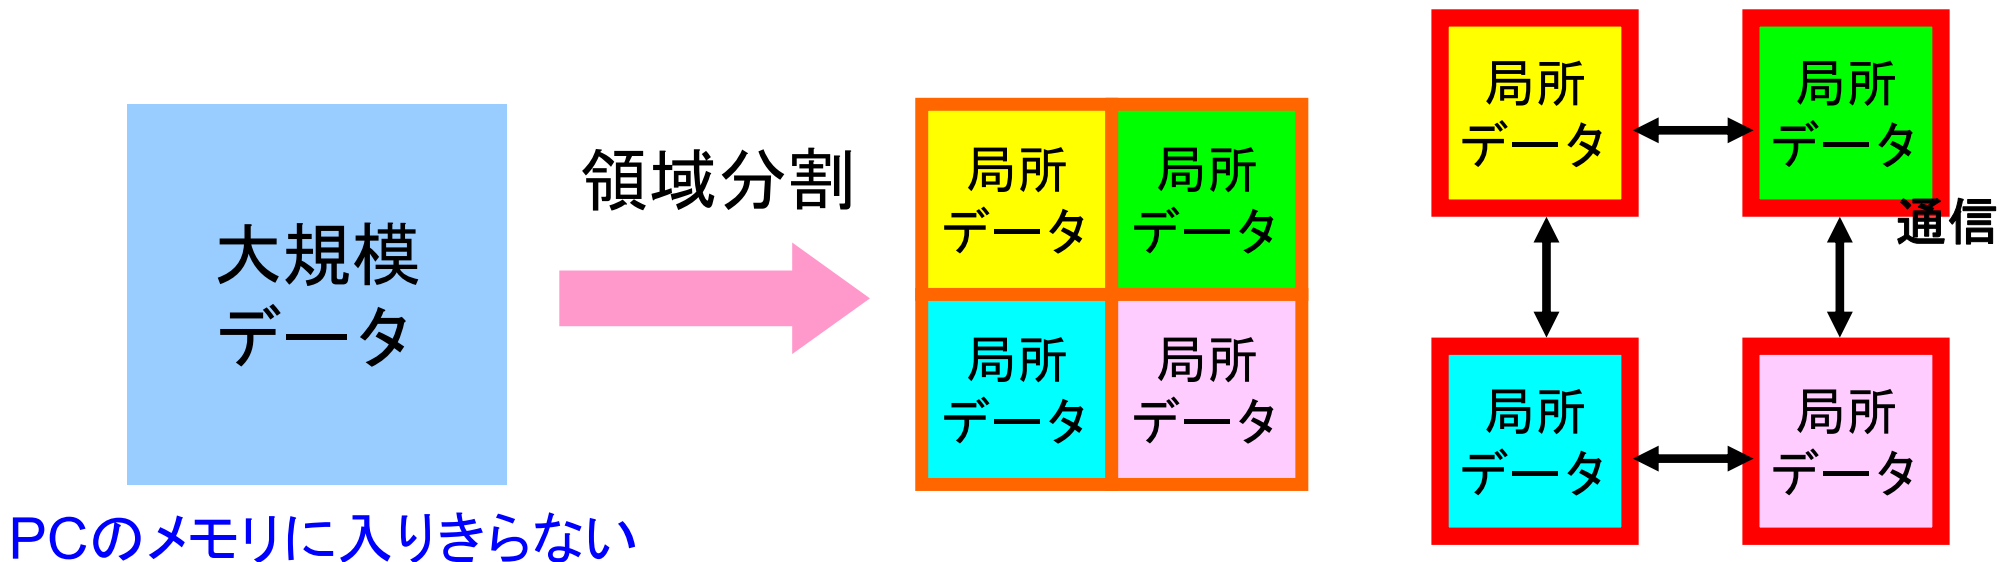 大規模
データ
PCのメモリに入りきらない
領域分割
局所
データ
局所
データ
局所
データ
局所
データ
局所
データ
局所
データ
通信
局所
データ
局所
データ